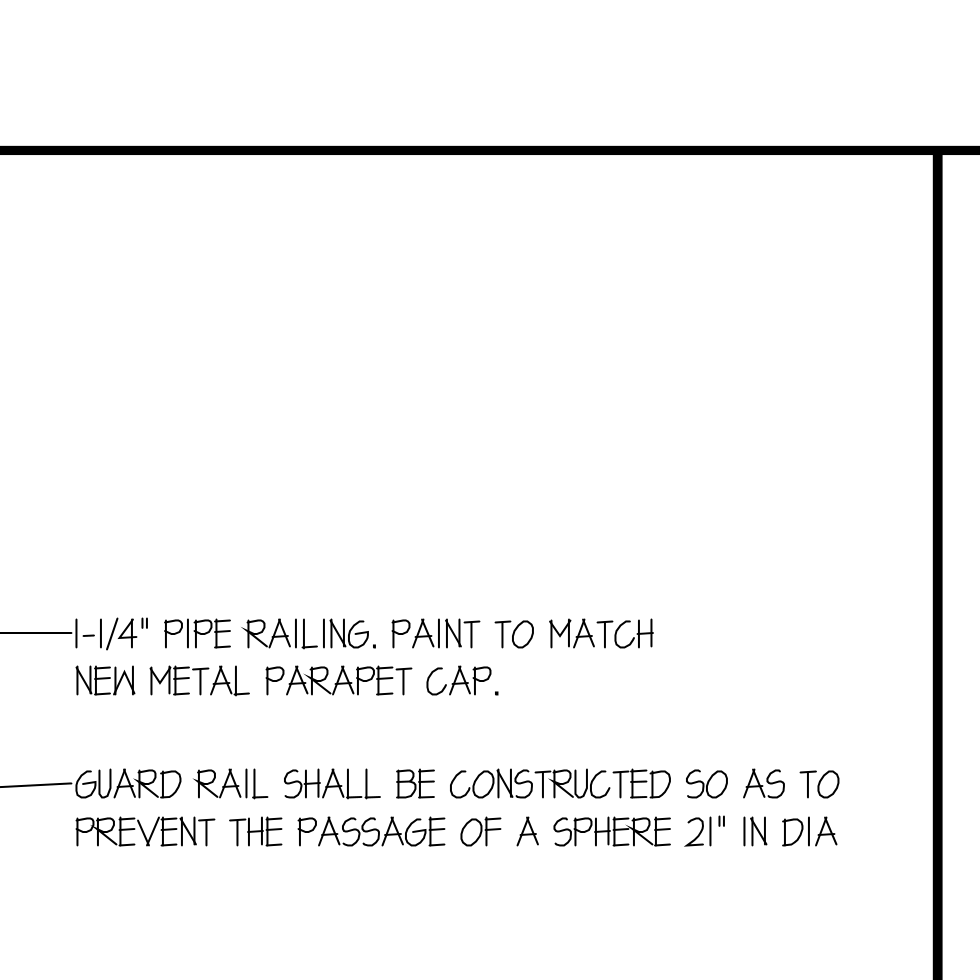 1-1/4" PIPE RAILING. PAINT TO MATCH
NEW METAL PARAPET CAP.
GUARD RAIL SHALL BE CONSTRUCTED SO AS TO
PREVENT THE PASSAGE OF A SPHERE 21" IN DIA